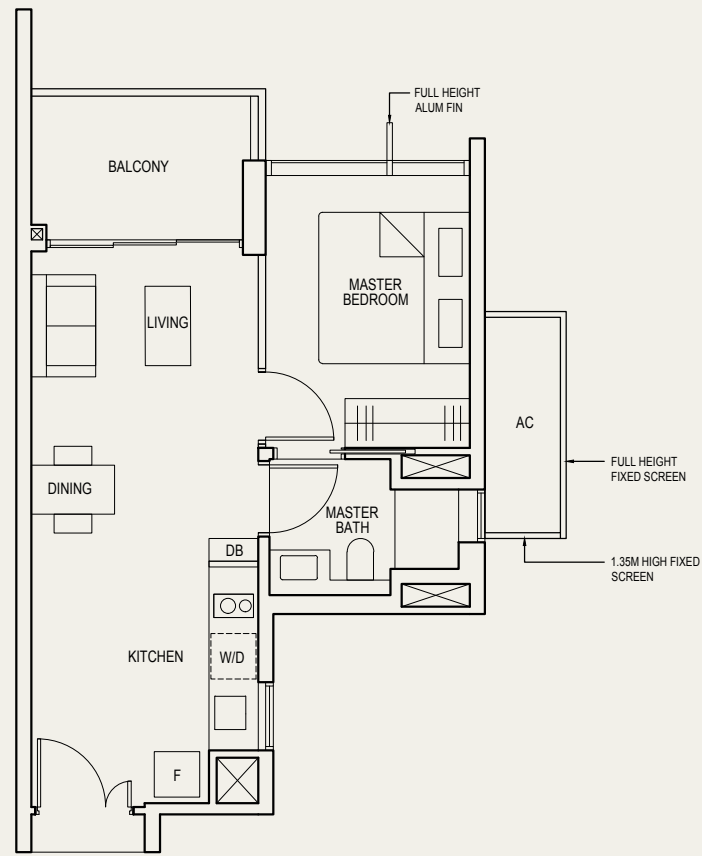 FULL HEIGHT
ALUM FIN
BALCONY
MASTER
BEDROOM
LIVING
AC
FULL HEIGHT
FIXED SCREEN
DINING
MASTER
BATH
DB
1.35M HIGH FIXED
SCREEN
KITCHEN
W/D
F